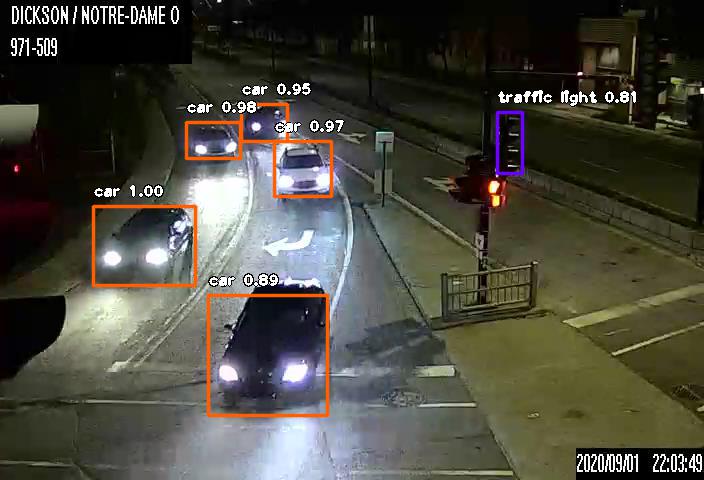 DICKSON / NOTRE-DAME O
971-509
car 0.95
car 0.98
traffic light 0.81
car 0.97
car 1.00
car 0.89
2020/09/01 22:03:49